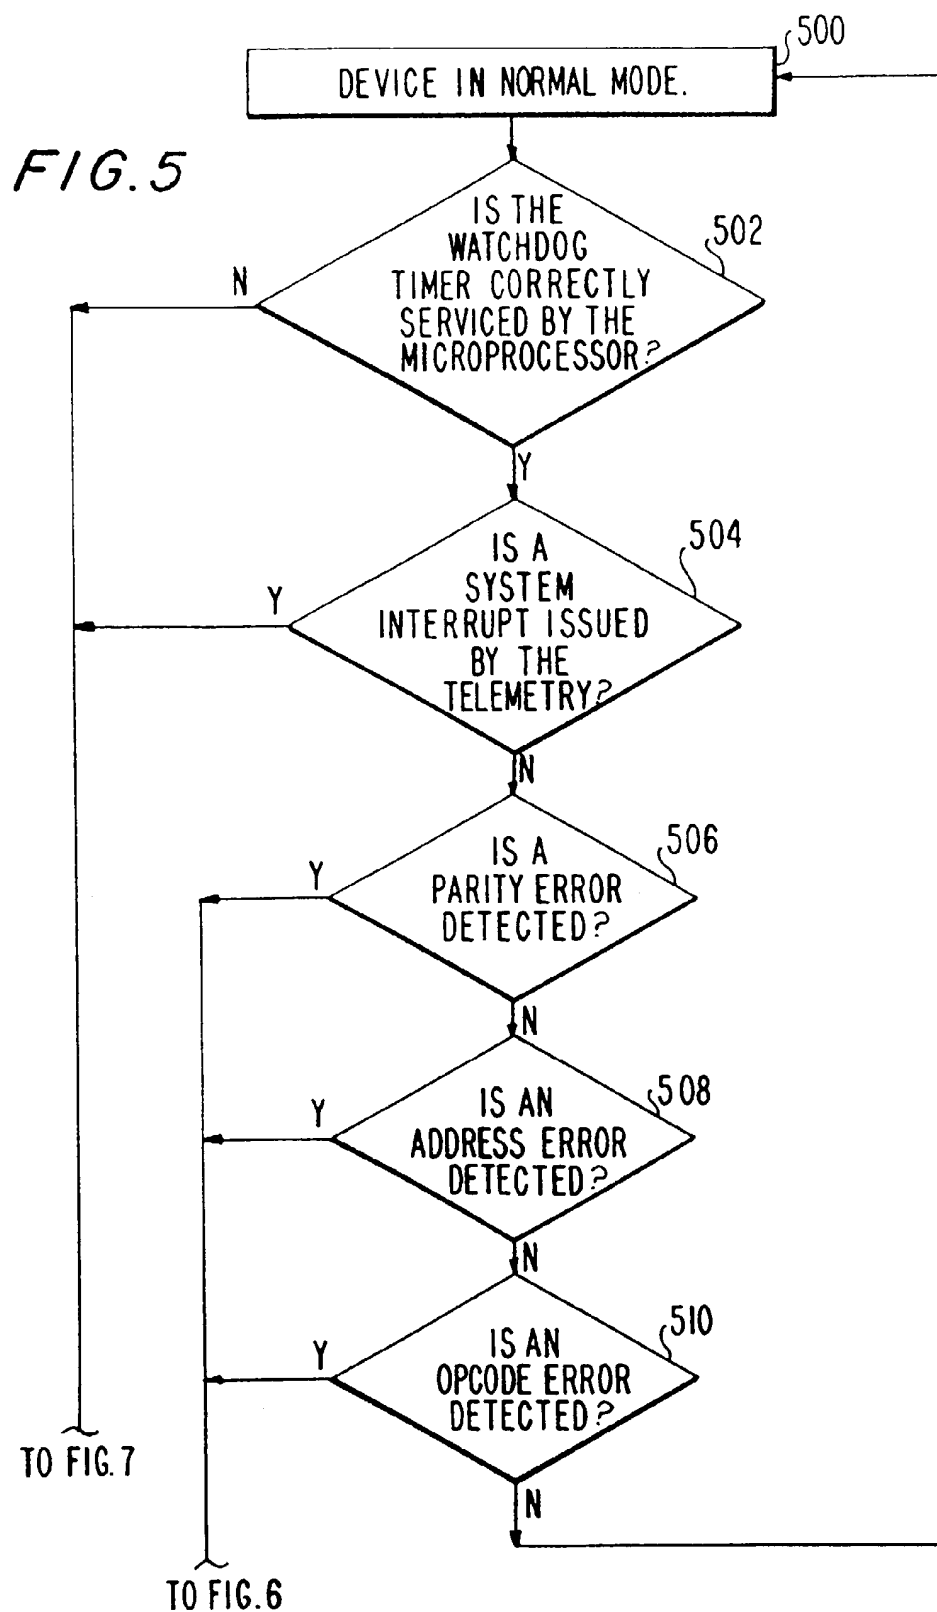 500
DEVICE IN NORMAL MODE.
FIG. 5
IS THE
WATCHDOG
TIMER CORRECTLY
SERVICED BY THE
MICROPROCESSOR?
502
N
Y
IS A
SYSTEM
INTERRUPT ISSUED
BY THE
TELEMETRY?
504
Y
N
IS A
PARITY ERROR
DETECTED?
506
Y
N
IS AN
ADDRESS ERROR
DETECTED?
508
Y
N
IS AN
OPCODE ERROR
DETECTED?
510
Y
N
TO FIG. 7
TO FIG. 6